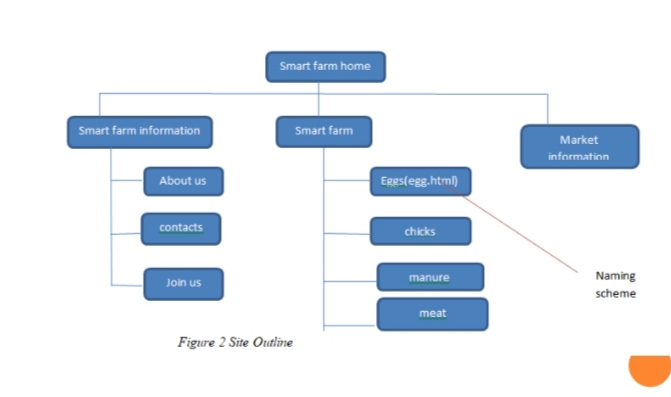 Smart farm home
Smart farm information
Smart farm
Market
information
About us
Eggs(egg.html)
contacts
chicks
Join us
manure
meat
Naming
scheme
Figure 2 Site Outline